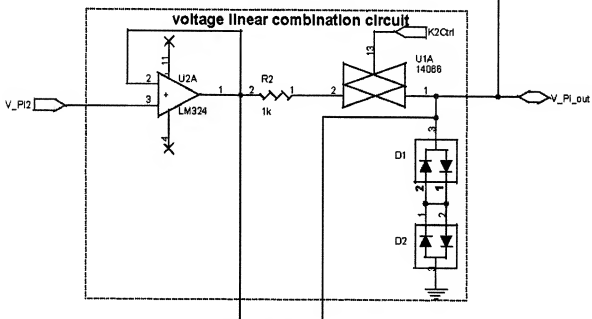 voltage linear combination circuit
K2Ctrl
13
11
U2A
U1A
14066
R2
V_PI2
2
3
1
2
1
2
1
V_PI_out
LM324
1k
4
3
D1
2
1
1
2
D2
3